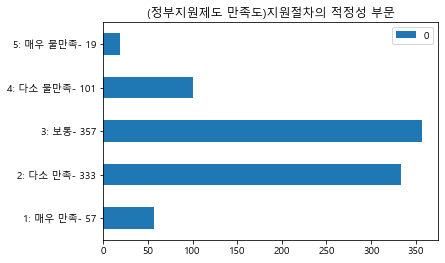 (정부지원제도 만족도)지원절차의 적정성 부문
0
5: 매우 불만족- 19
4: 다소 불만족- 101
3: 보통- 357
2: 다소 만족- 333
1: 매우 만족- 57
0 50 100 150 200 250 300 350